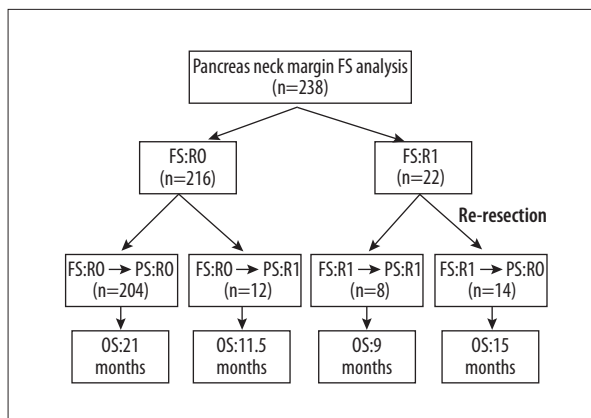 Pancreas neck margin FS analysis
(n=238)
FS:R0
(n=216)
FS:R1
(n=22)
Re-resection
FS:R0 → PS:R0
(n=204)
FS:R0 → PS:R1
(n=12)
FS:R1 → PS:R1
(n=8)
FS:R1 → PS:R0
(n=14)
OS:21
months
OS:11.5
months
OS:9
months
OS:15
months